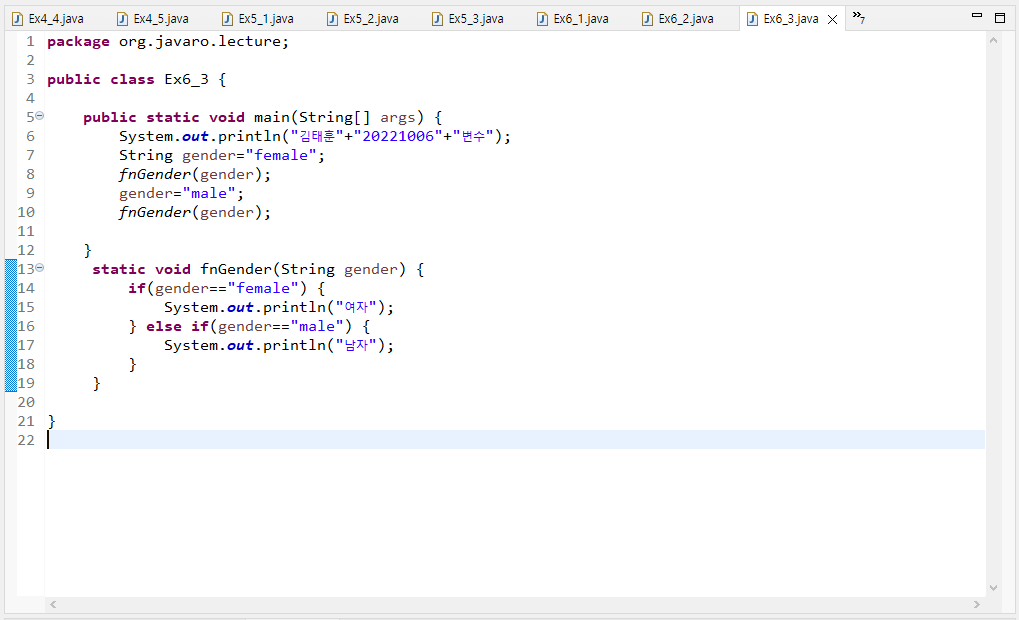 Ex4_4.java Ex4_5.java Ex5_1.java Ex5_2.java Ex5_3.java Ex6_1.java Ex6_2.java Ex6_3.java »7
1 package org.javaro.lecture;
2
3 public class Ex6_3 {
4
5 public static void main(String[] args) {
6 System.out.println("김태훈"+"20221006"+"변수");
7 String gender="female";
8 fnGender(gender);
9 gender="male";
10 fnGender(gender);
11
12 }
13 static void fnGender(String gender) {
14 if(gender=="female") {
15 System.out.println("여자");
16 } else if(gender=="male") {
17 System.out.println("남자");
18 }
19 }
20
21 }
22